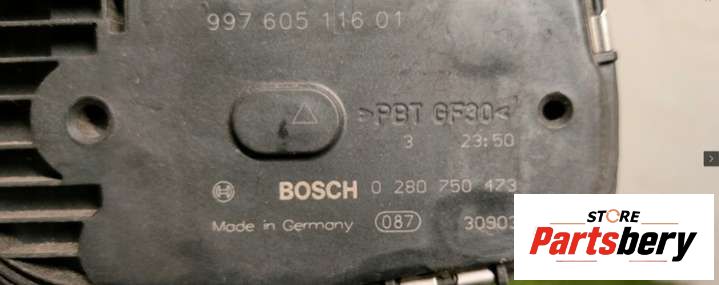 997 605 116 01
>PBT GF30<
3 23:50
BOSCH 0 280 750 473
Made in Germany 087 30903
STORE
Partsbery